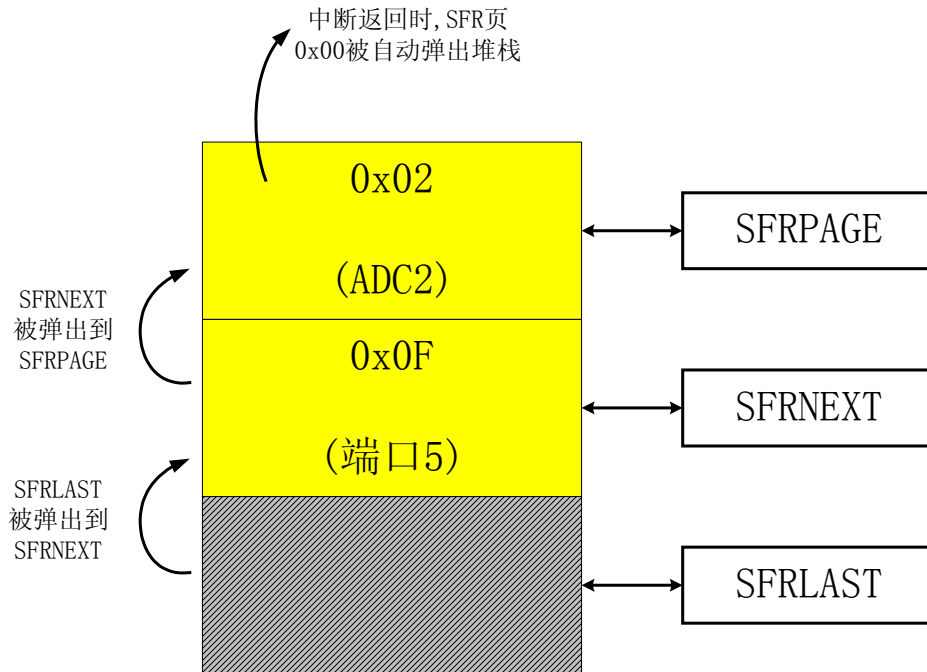 中断返回时,SFR页
0x00被自动弹出堆栈
0x02
(ADC2)
SFRPAGE
SFRNEXT
被弹出到
SFRPAGE
0x0F
(端口5)
SFRNEXT
SFRLAST
被弹出到
SFRNEXT
SFRLAST